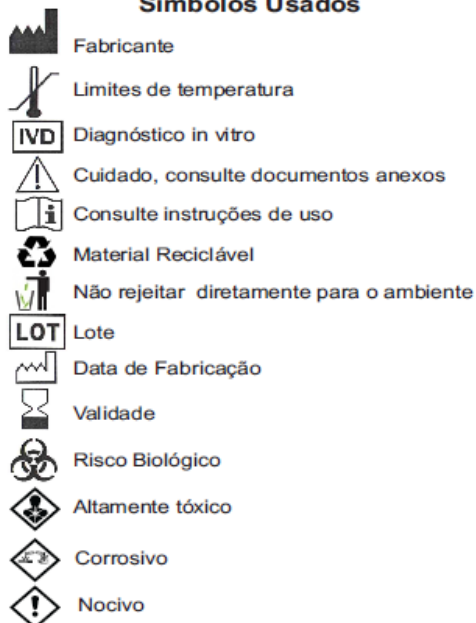 Símbolos Usados
Fabricante
Limites de temperatura
IVD Diagnóstico in vitro
Cuidado, consulte documentos anexos
i Consulte instruções de uso
Material Reciclável
Não rejeitar diretamente para o ambiente
LOT Lote
Data de Fabricação
Validade
Risco Biológico
Altamente tóxico
Corrosivo
Nocivo